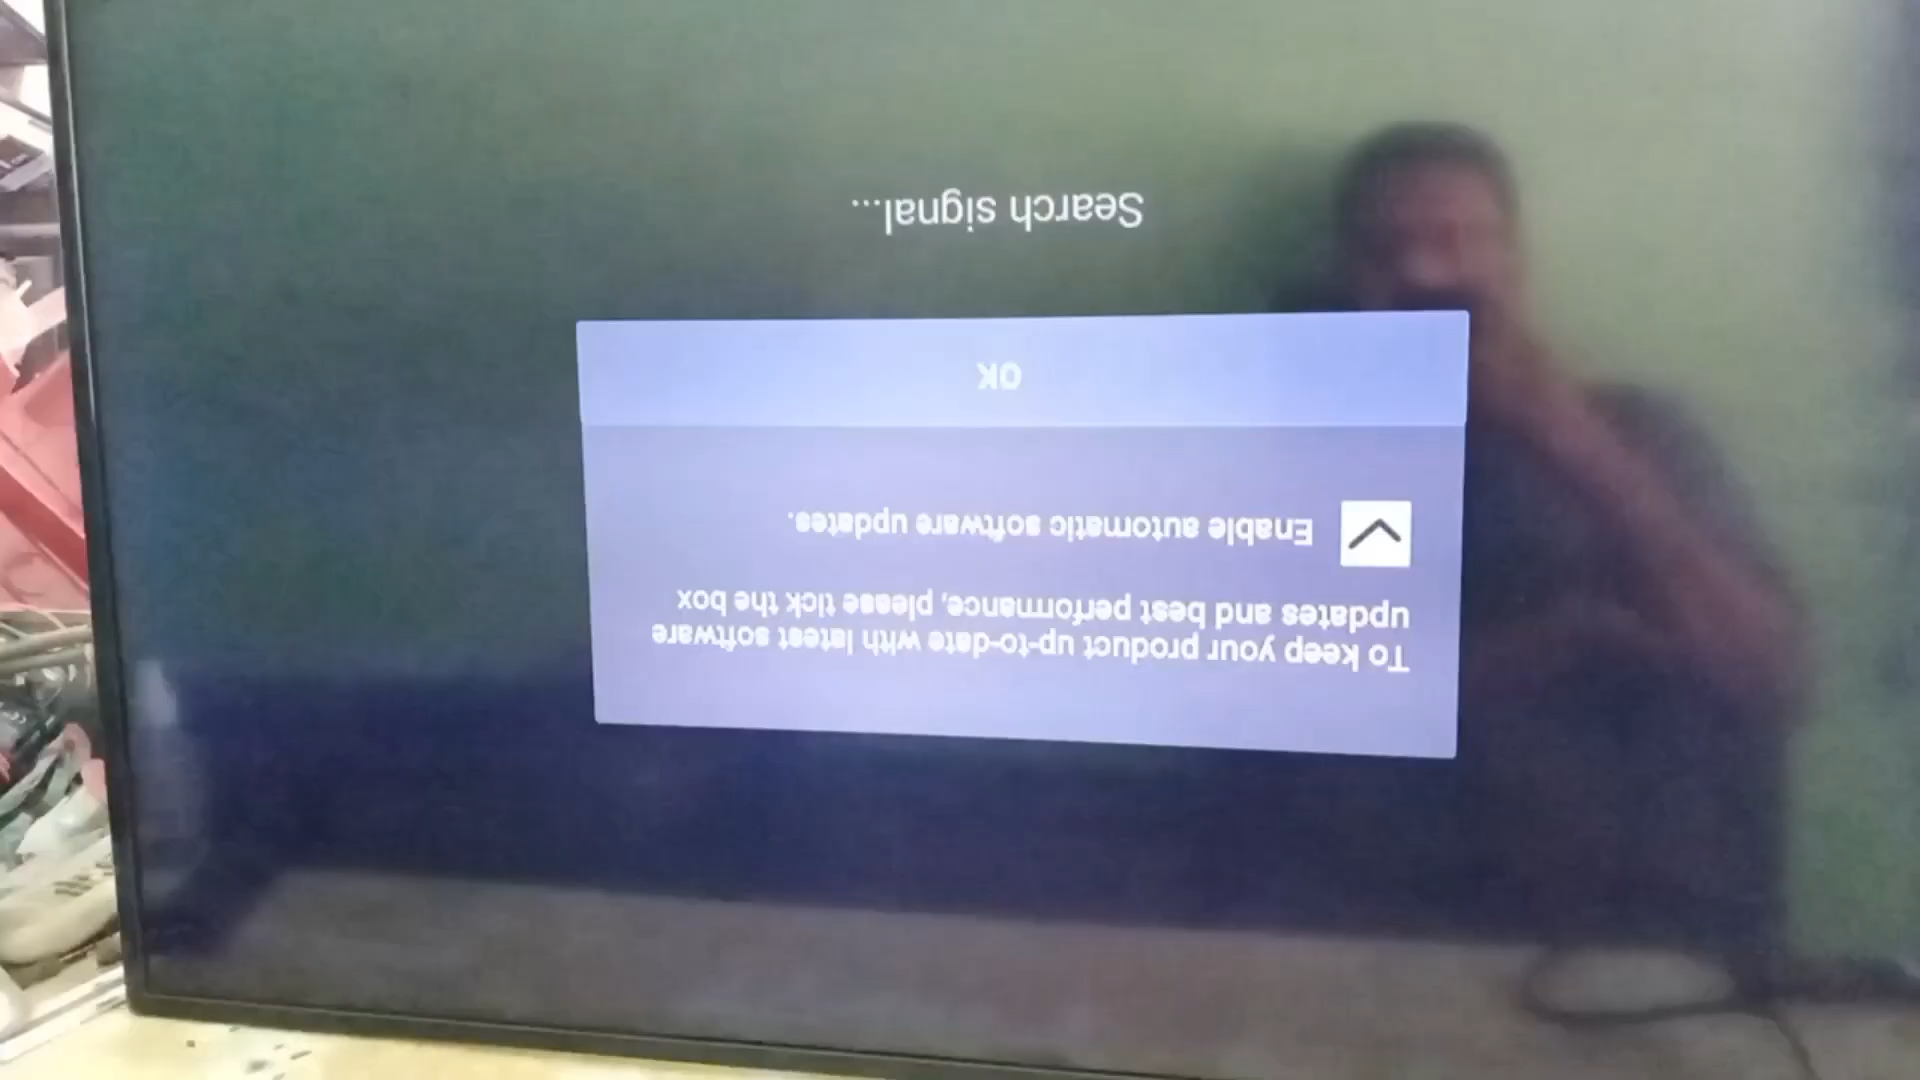 To keep your product up-to-date with latest software
updates and best performance, please tick the box
Enable automatic software updates.
OK
Search signal...